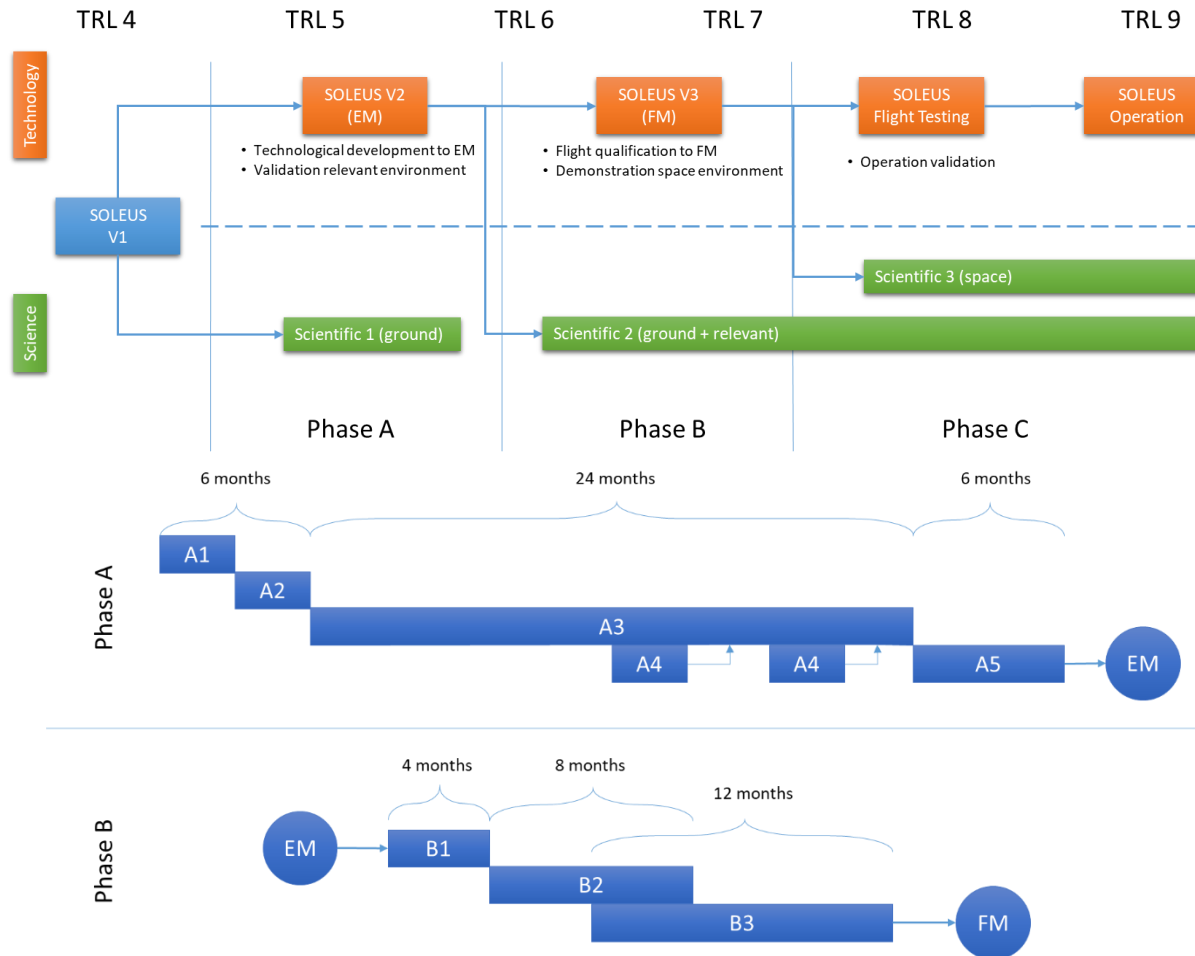 TRL 4
TRL 5
TRL 6
TRL 7
TRL 8
TRL 9
Technology
SOLEUS V2
(EM)
SOLEUS V3
(FM)
SOLEUS
Flight Testing
SOLEUS
Operation
• Technological development to EM
• Validation relevant environment
• Flight qualification to FM
• Demonstration space environment
• Operation validation
SOLEUS
V1
Science
Scientific 3 (space)
Scientific 1 (ground)
Scientific 2 (ground + relevant)
Phase A
Phase B
Phase C
6 months
24 months
6 months
Phase A
A1
A2
A3
A4
A4
A5
EM
Phase B
4 months
8 months
12 months
EM
B1
B2
B3
FM